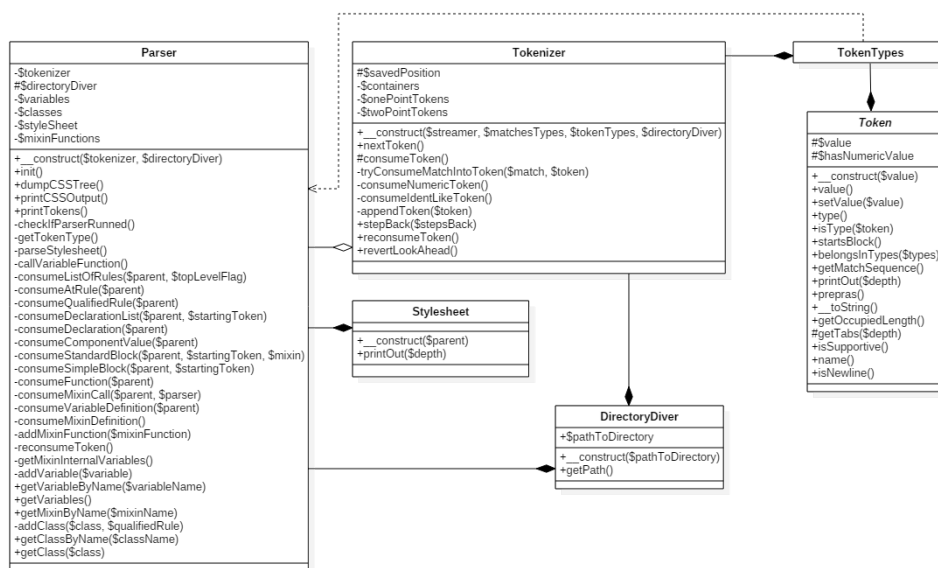 Parser
-$tokenizer
#$directoryDiver
-$variables
-$classes
-$styleSheet
-$mixinFunctions
+__construct($tokenizer, $directoryDiver)
+init()
+dumpCSSTree()
+printCSSOutput()
+printTokens()
-checkIfParserRunned()
-getTokenType()
-parseStylesheet()
-callVariableFunction()
-consumeListOfRules($parent, $topLevelFlag)
-consumeAtRule($parent)
-consumeQualifiedRule($parent)
-consumeDeclarationList($parent, $startingToken)
-consumeDeclaration($parent)
-consumeComponentValue($parent)
-consumeStandardBlock($parent, $startingToken, $mixin)
-consumeSimpleBlock($parent, $startingToken)
-consumeFunction($parent)
-consumeMixinCall($parent, $parser)
-consumeVariableDefinition($parent)
-consumeMixinDefinition()
-addMixinFunction($mixinFunction)
-reconsumeToken()
-getMixinInternalVariables()
-addVariable($variable)
+getVariableByName($variableName)
+getVariables()
+getMixinByName($mixinName)
-addClass($class, $qualifiedRule)
+getClassByName($className)
+getClass($class)
Tokenizer
#$savedPosition
-$containers
-$onePointTokens
-$twoPointTokens
+__construct($streamer, $matchesTypes, $tokenTypes, $directoryDiver)
+nextToken()
#consumeToken()
-tryConsumeMatchIntoToken($match, $token)
-consumeNumericToken()
-consumeIdentLikeToken()
-appendToken($token)
+stepBack($stepsBack)
+reconsumeToken()
+revertLookAhead()
Stylesheet
+__construct($parent)
+printOut($depth)
DirectoryDiver
+$pathToDirectory
+__construct($pathToDirectory)
+getPath()
TokenTypes
Token
#$value
#$hasNumericValue
+__construct($value)
+value()
+setValue($value)
+type()
+isType($token)
+startsBlock()
+belongsInTypes($types)
+getMatchSequence()
+printOut($depth)
+prepras()
+__toString()
+getOccupiedLength()
#getTabs($depth)
+isSupportive()
+name()
+isNewline()